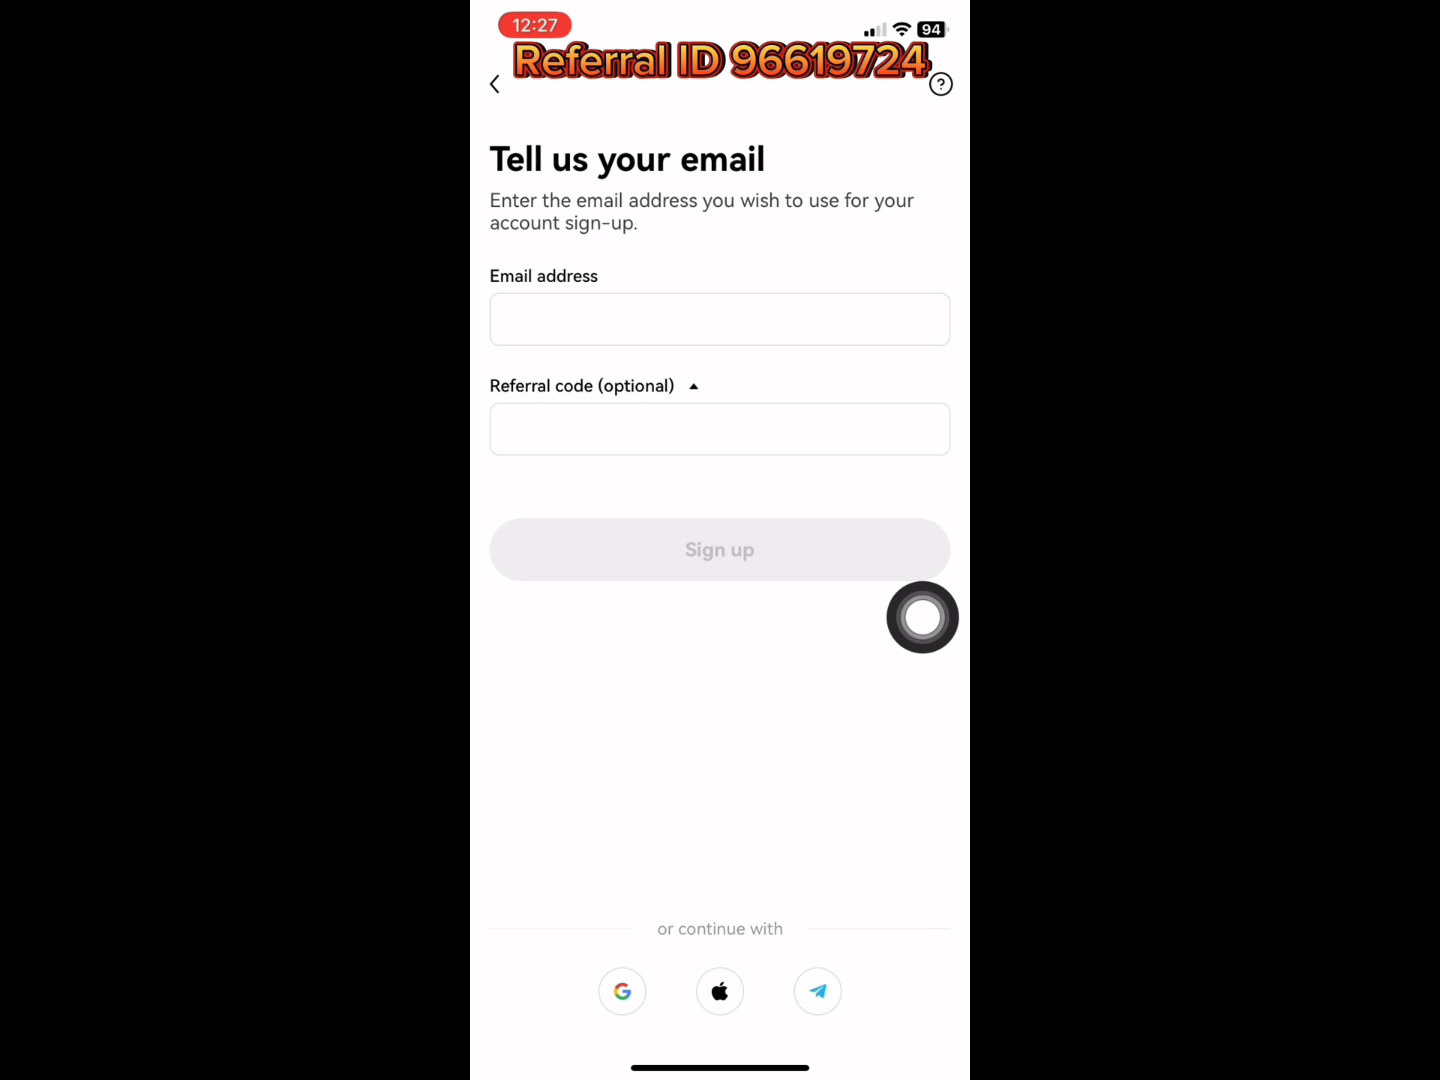 12:27
94
Referral ID 96619724
?
Tell us your email
Enter the email address you wish to use for your
account sign-up.
Email address
Referral code (optional)
Sign up
or continue with
G